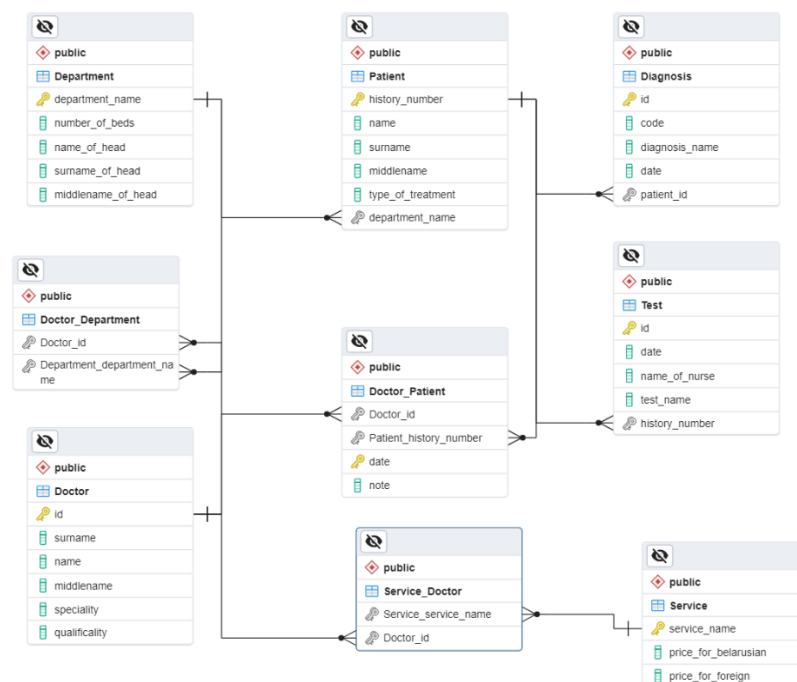 public
Department
department_name
number_of_beds
name_of_head
surname_of_head
middlename_of_head
public
Patient
history_number
name
surname
middlename
type_of_treatment
department_name
public
Diagnosis
id
code
diagnosis_name
date
patient_id
public
Doctor_Department
Doctor_id
Department_department_na
me
public
Test
id
date
name_of_nurse
test_name
history_number
public
Doctor_Patient
Doctor_id
Patient_history_number
date
note
public
Doctor
id
surname
name
middlename
speciality
qualificality
public
Service_Doctor
Service_service_name
Doctor_id
public
Service
service_name
price_for_belarusian
price_for_foreign